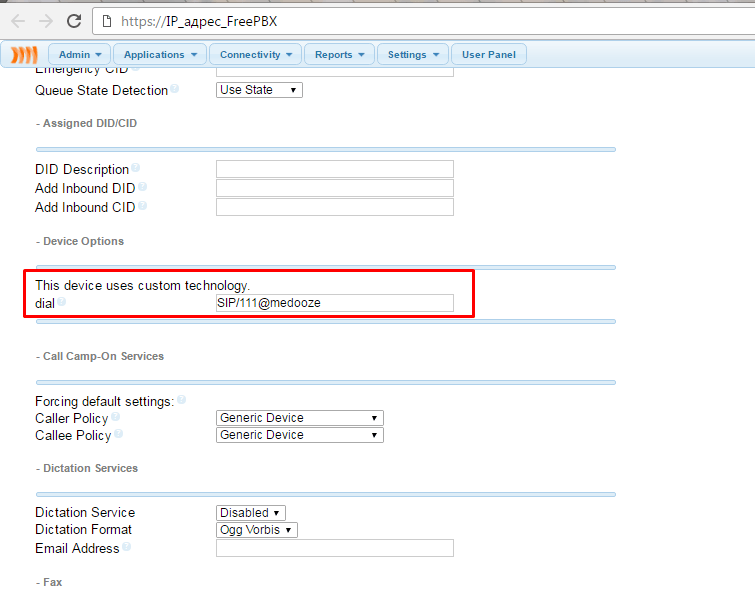 https://IP_адрес_FreePBX
Admin Applications Connectivity Reports Settings User Panel
Emergency CID
Queue State Detection Use State
- Assigned DID/CID
DID Description
Add Inbound DID
Add Inbound CID
- Device Options
This device uses custom technology.
dial SIP/111@medooze
- Call Camp-On Services
Forcing default settings:
Caller Policy Generic Device
Callee Policy Generic Device
- Dictation Services
Dictation Service Disabled
Dictation Format Ogg Vorbis
Email Address
- Fax